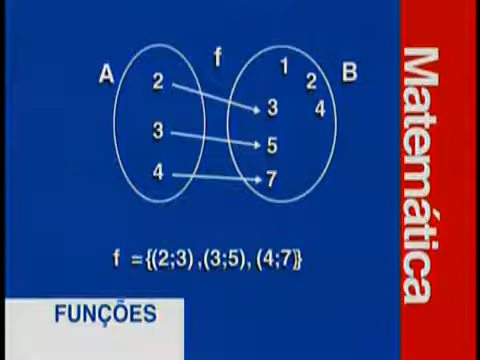 A f B
2 1 2
3 4
3 5
4 7
f = {(2;3) ,(3;5), (4;7)}
FUNÇÕES
Matemática